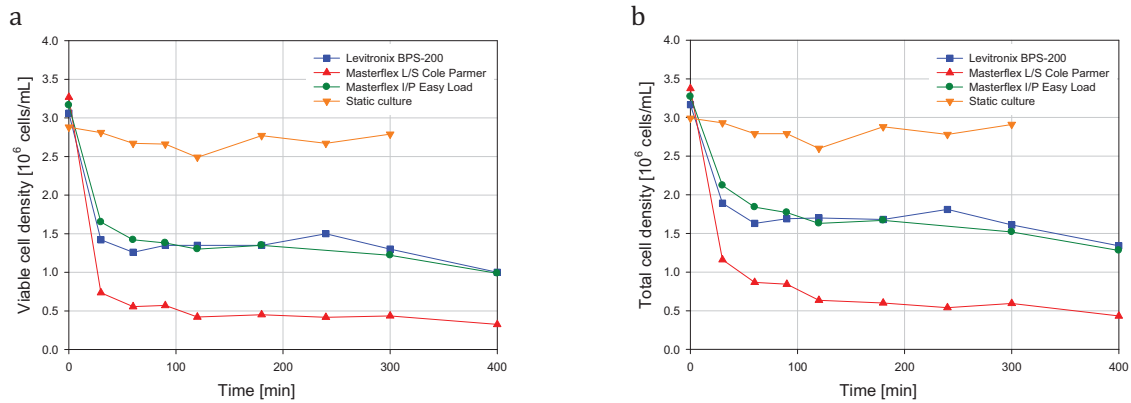 a
4.0
3.5
3.0
2.5
2.0
1.5
1.0
0.5
0.0
Viable cell density [10⁶ cells/mL]
Levitronix BPS-200
Masterflex L/S Cole Parmer
Masterflex I/P Easy Load
Static culture
0 100 200 300 400
Time [min]
b
4.0
3.5
3.0
2.5
2.0
1.5
1.0
0.5
0.0
Total cell density [10⁶ cells/mL]
Levitronix BPS-200
Masterflex L/S Cole Parmer
Masterflex I/P Easy Load
Static culture
0 100 200 300 400
Time [min]